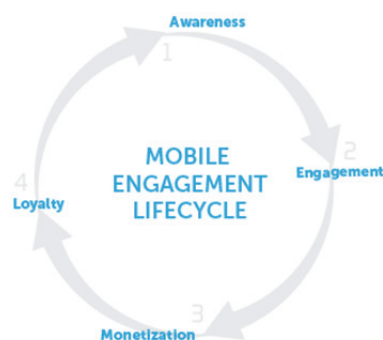 Awareness
1
2
Engagement
MOBILE
ENGAGEMENT
LIFECYCLE
4
Loyalty
3
Monetization